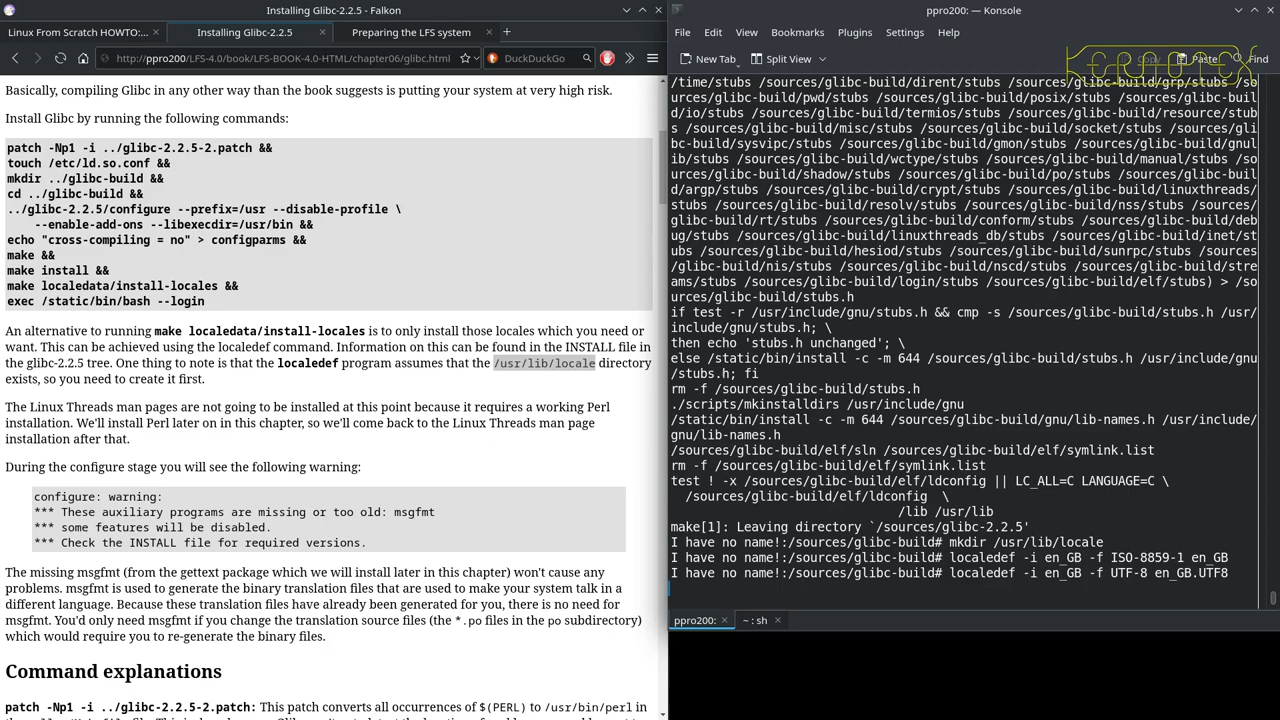 Installing Glibc-2.2.5 - Falkon
Linux From Scratch HOWTO:...
Installing Glibc-2.2.5
Preparing the LFS system
http://ppro200/LFS-4.0/book/LFS-BOOK-4.0-HTML/chapter06/glibc.html
DuckDuckGo
Basically, compiling Glibc in any other way than the book suggests is putting your system at very high risk.
Install Glibc by running the following commands:
patch -Np1 -i ../glibc-2.2.5-2.patch &&
touch /etc/ld.so.conf &&
mkdir ../glibc-build &&
cd ../glibc-build &&
../glibc-2.2.5/configure --prefix=/usr --disable-profile \
--enable-add-ons --libexecdir=/usr/bin &&
echo "cross-compiling = no" > configparms &&
make &&
make install &&
make localedata/install-locales &&
exec /static/bin/bash --login
An alternative to running make localedata/install-locales is to only install those locales which you need or
want. This can be achieved using the localedef command. Information on this can be found in the INSTALL file in
the glibc-2.2.5 tree. One thing to note is that the localedef program assumes that the /usr/lib/locale directory
exists, so you need to create it first.
The Linux Threads man pages are not going to be installed at this point because it requires a working Perl
installation. We'll install Perl later on in this chapter, so we'll come back to the Linux Threads man page
installation after that.
During the configure stage you will see the following warning:
configure: warning:
*** These auxiliary programs are missing or too old: msgfmt
*** some features will be disabled.
*** Check the INSTALL file for required versions.
The missing msgfmt (from the gettext package which we will install later in this chapter) won't cause any
problems. msgfmt is used to generate the binary translation files that are used to make your system talk in a
different language. Because these translation files have already been generated for you, there is no need for
msgfmt. You'd only need msgfmt if you change the translation source files (the *.po files in the po subdirectory)
which would require you to re-generate the binary files.
Command explanations
patch -Np1 -i ../glibc-2.2.5-2.patch: This patch converts all occurrences of $(PERL) to /usr/bin/perl in
ppro200: — Konsole
File Edit View Bookmarks Plugins Settings Help
New Tab
Split View
Copy
Paste
Find
/time/stubs /sources/glibc-build/dirent/stubs /sources/glibc-build/grp/stubs /so
urces/glibc-build/pwd/stubs /sources/glibc-build/posix/stubs /sources/glibc-buil
d/io/stubs /sources/glibc-build/termios/stubs /sources/glibc-build/resource/stub
s /sources/glibc-build/misc/stubs /sources/glibc-build/socket/stubs /sources/gli
bc-build/sysvipc/stubs /sources/glibc-build/gmon/stubs /sources/glibc-build/gnul
ib/stubs /sources/glibc-build/wctype/stubs /sources/glibc-build/manual/stubs /so
urces/glibc-build/shadow/stubs /sources/glibc-build/po/stubs /sources/glibc-buil
d/argp/stubs /sources/glibc-build/crypt/stubs /sources/glibc-build/linuxthreads/
stubs /sources/glibc-build/resolv/stubs /sources/glibc-build/nss/stubs /sources/
glibc-build/rt/stubs /sources/glibc-build/conform/stubs /sources/glibc-build/deb
ug/stubs /sources/glibc-build/linuxthreads_db/stubs /sources/glibc-build/inet/st
ubs /sources/glibc-build/hesiod/stubs /sources/glibc-build/sunrpc/stubs /sources
/glibc-build/nis/stubs /sources/glibc-build/nscd/stubs /sources/glibc-build/stre
ams/stubs /sources/glibc-build/login/stubs /sources/glibc-build/elf/stubs) > /so
urces/glibc-build/stubs.h
if test -r /usr/include/gnu/stubs.h && cmp -s /sources/glibc-build/stubs.h /usr/
include/gnu/stubs.h; \
then echo 'stubs.h unchanged'; \
else /static/bin/install -c -m 644 /sources/glibc-build/stubs.h /usr/include/gnu
/stubs.h; fi
rm -f /sources/glibc-build/stubs.h
./scripts/mkinstalldirs /usr/include/gnu
/static/bin/install -c -m 644 /sources/glibc-build/gnu/lib-names.h /usr/include/
gnu/lib-names.h
/sources/glibc-build/elf/sln /sources/glibc-build/elf/symlink.list
rm -f /sources/glibc-build/elf/symlink.list
test ! -x /sources/glibc-build/elf/ldconfig || LC_ALL=C LANGUAGE=C \
/sources/glibc-build/elf/ldconfig \
/lib /usr/lib
make[1]: Leaving directory `/sources/glibc-2.2.5'
I have no name!:/sources/glibc-build# mkdir /usr/lib/locale
I have no name!:/sources/glibc-build# localedef -i en_GB -f ISO-8859-1 en_GB
I have no name!:/sources/glibc-build# localedef -i en_GB -f UTF-8 en_GB.UTF8
ppro200:
~ : sh